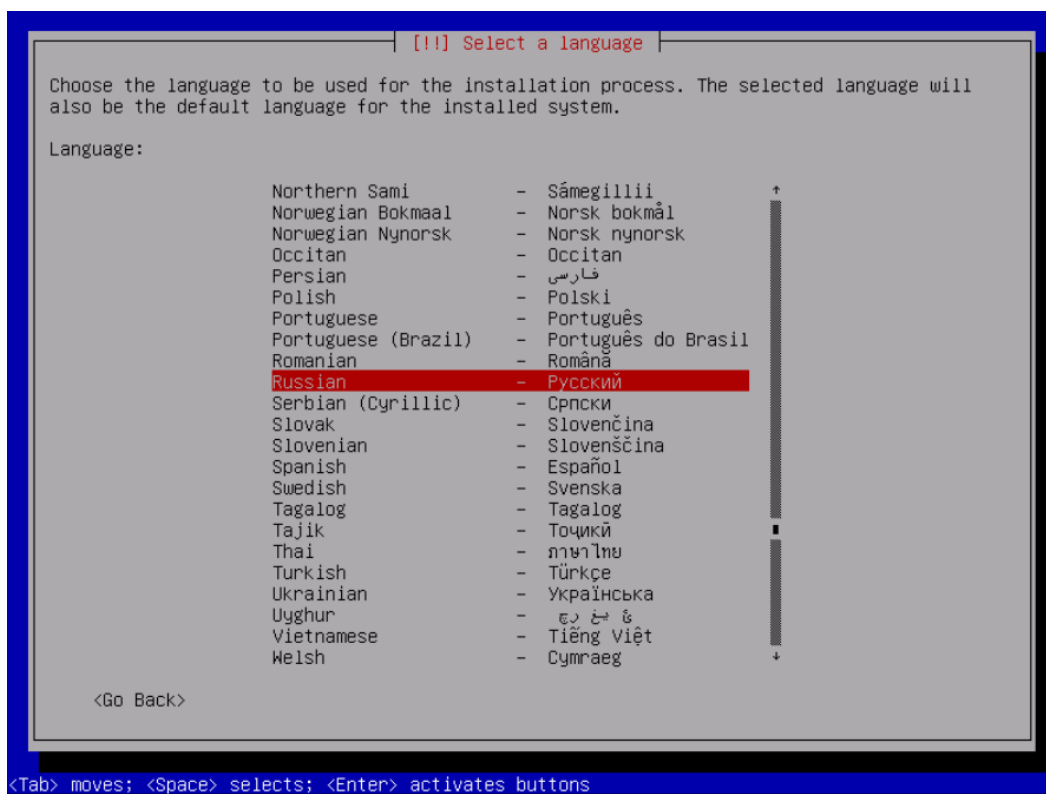 [!!] Select a language
Choose the language to be used for the installation process. The selected language will
also be the default language for the installed system.
Language:
Northern Sami - Sámegillii
Norwegian Bokmaal - Norsk bokmål
Norwegian Nynorsk - Norsk nynorsk
Occitan - Occitan
Persian - فارسی
Polish - Polski
Portuguese - Português
Portuguese (Brazil) - Português do Brasil
Romanian - Română
Russian - Русский
Serbian (Cyrillic) - Српски
Slovak - Slovenčina
Slovenian - Slovenščina
Spanish - Español
Swedish - Svenska
Tagalog - Tagalog
Tajik - Тоҷикӣ
Thai - ภาษาไทย
Turkish - Türkçe
Ukrainian - Українська
Uyghur -
Vietnamese - Tiếng Việt
Welsh - Cymraeg
<Go Back>
<Tab> moves; <Space> selects; <Enter> activates buttons